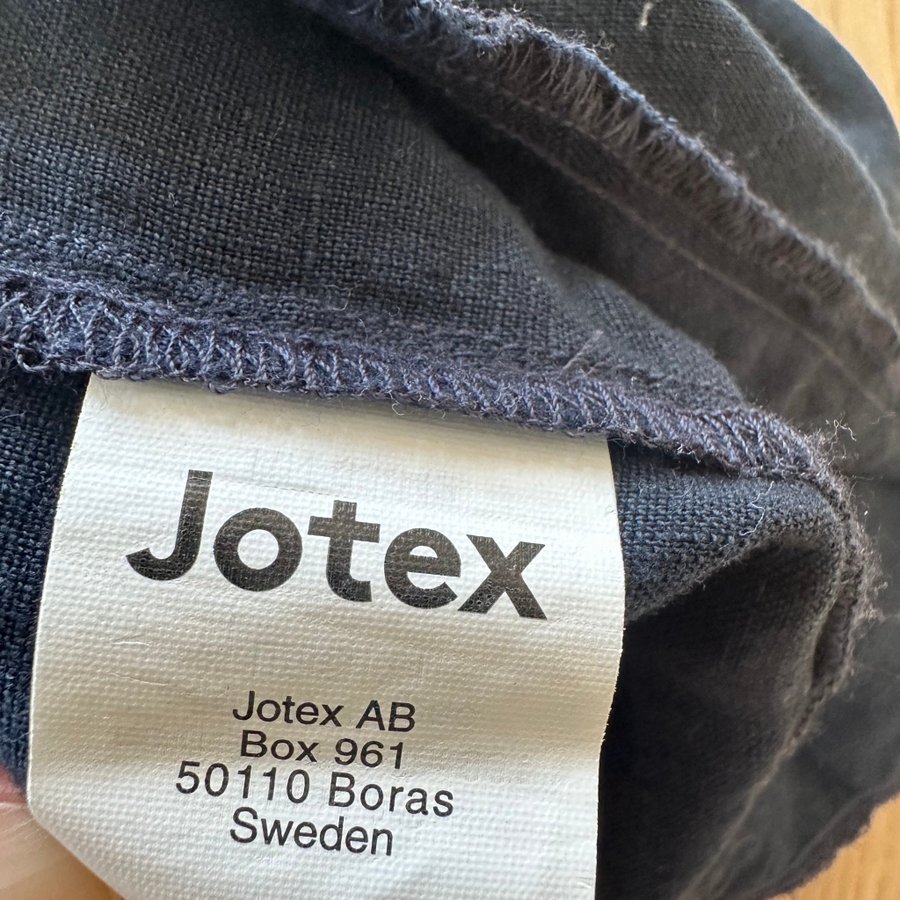 Jotex
Jotex AB
Box 961
50110 Boras
Sweden